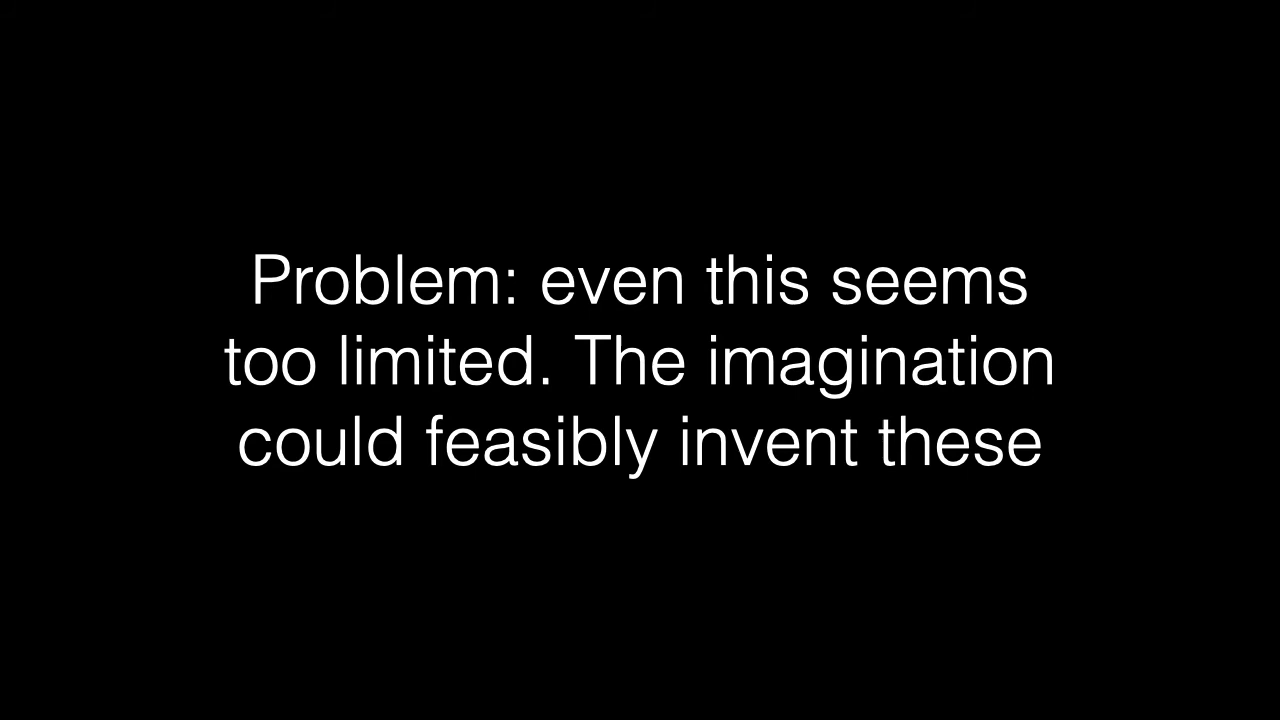 Problem: even this seems
too limited. The imagination
could feasibly invent these